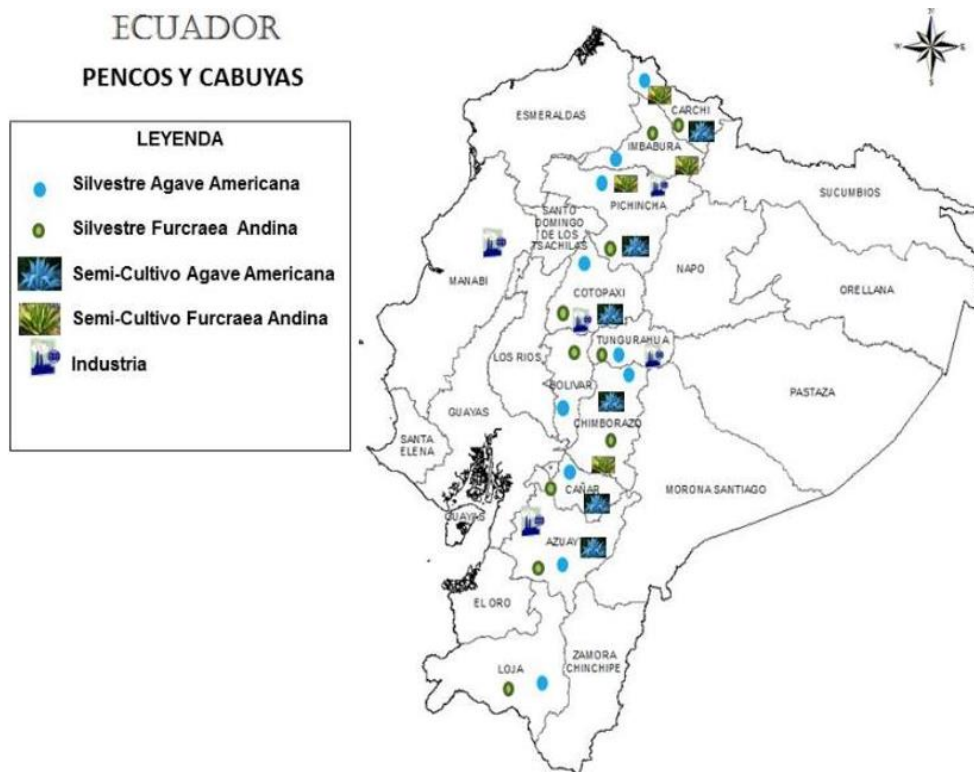 ECUADOR
PENCOS Y CABUYAS
LEYENDA
Silvestre Agave Americana
Silvestre Furcraea Andina
Semi-Cultivo Agave Americana
Semi-Cultivo Furcraea Andina
Industria
N
W
E
S
ESMERALDAS
CARCHI
IMBABURA
SUCUMBIOS
PICHINCHA
SANTO
DOMINGO
DE LOS
TSACHILAS
NAPO
MANABI
ORELLANA
COTOPAXI
LOS RIOS
TUNGURAHUA
PASTAZA
BOLIVAR
GUAYAS
CHIMBORAZO
SANTA
ELENA
MORONA SANTIAGO
CAÑAR
GUAYAS
AZUAY
EL ORO
ZAMORA
CHINCHIPE
LOJA